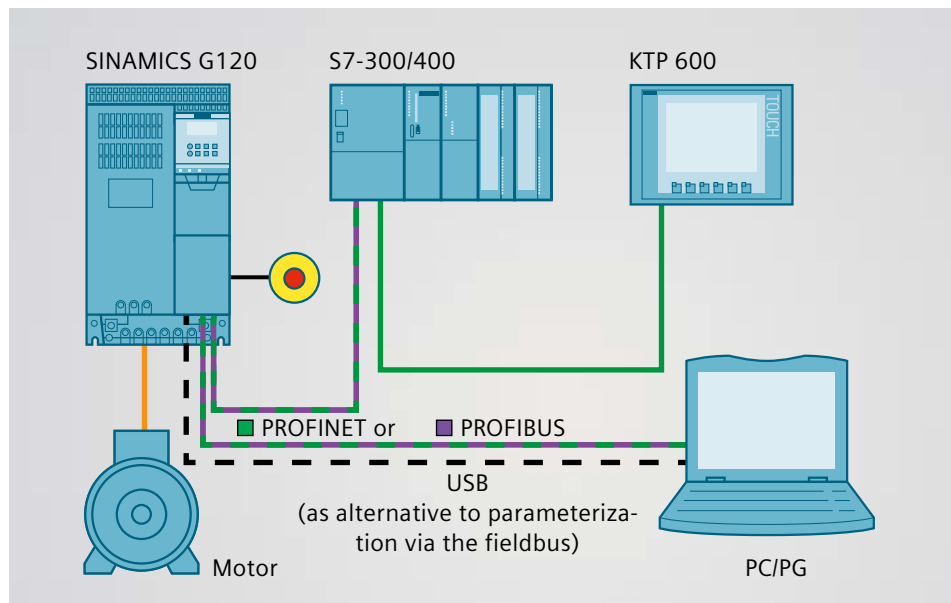 SINAMICS G120
S7-300/400
KTP 600
TOUCH
PROFINET or
PROFIBUS
USB
(as alternative to parameteriza-
tion via the fieldbus)
Motor
PC/PG